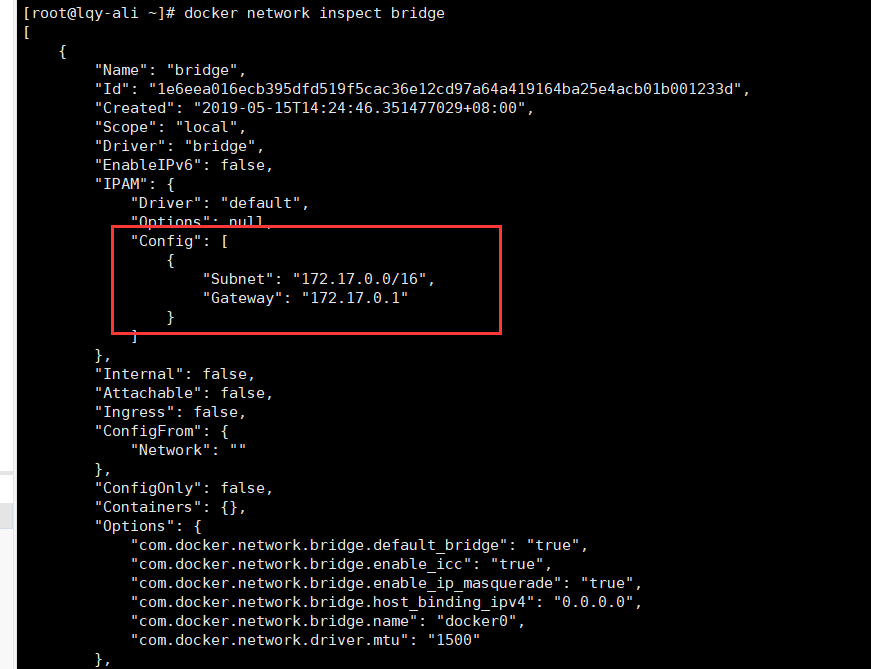 [root@lqy-ali ~]# docker network inspect bridge
[
    {
        "Name": "bridge",
        "Id": "1e6eea016ecb395dfd519f5cac36e12cd97a64a419164ba25e4acb01b001233d",
        "Created": "2019-05-15T14:24:46.351477029+08:00",
        "Scope": "local",
        "Driver": "bridge",
        "EnableIPv6": false,
        "IPAM": {
            "Driver": "default",
            "Options": null,
            "Config": [
                {
                    "Subnet": "172.17.0.0/16",
                    "Gateway": "172.17.0.1"
                }
            ]
        },
        "Internal": false,
        "Attachable": false,
        "Ingress": false,
        "ConfigFrom": {
            "Network": ""
        },
        "ConfigOnly": false,
        "Containers": {},
        "Options": {
            "com.docker.network.bridge.default_bridge": "true",
            "com.docker.network.bridge.enable_icc": "true",
            "com.docker.network.bridge.enable_ip_masquerade": "true",
            "com.docker.network.bridge.host_binding_ipv4": "0.0.0.0",
            "com.docker.network.bridge.name": "docker0",
            "com.docker.network.driver.mtu": "1500"
        },